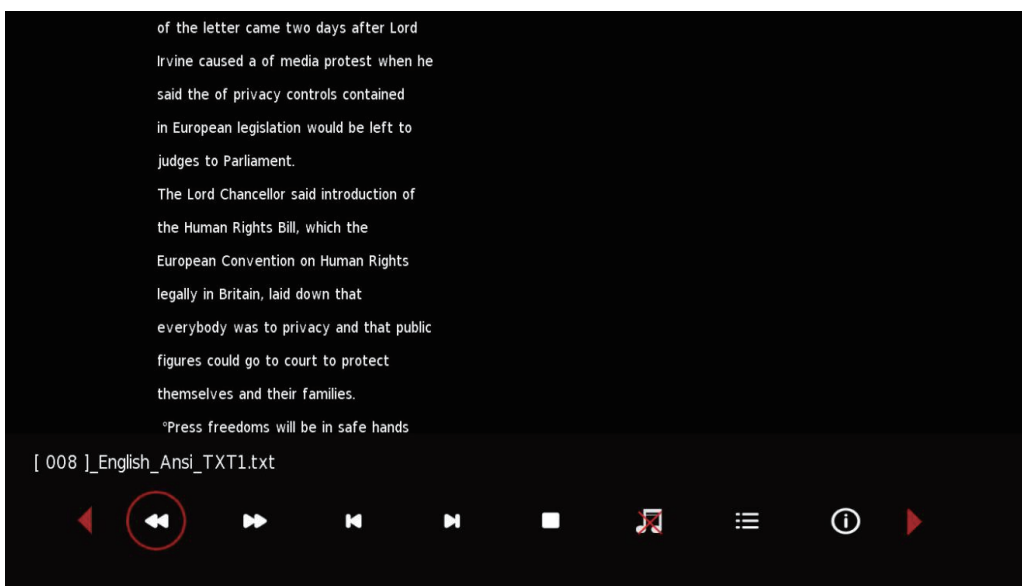 of the letter came two days after Lord
Irvine caused a of media protest when he
said the of privacy controls contained
in European legislation would be left to
judges to Parliament.
The Lord Chancellor said introduction of
the Human Rights Bill, which the
European Convention on Human Rights
legally in Britain, laid down that
everybody was to privacy and that public
figures could go to court to protect
themselves and their families.
°Press freedoms will be in safe hands
[ 008 ]_English_Ansi_TXT1.txt